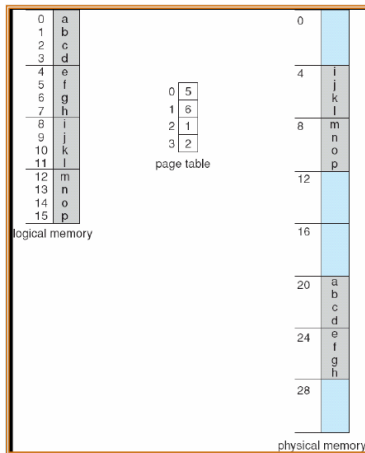 0 a
1 b
2 c
3 d
4 e
5 f
6 g
7 h
8 i
9 j
10 k
11 l
12 m
13 n
14 o
15 p
logical memory
0 5
1 6
2 1
3 2
page table
0
4 i
j
k
l
8 m
n
o
p
12
16
20 a
b
c
d
24 e
f
g
h
28
physical memory